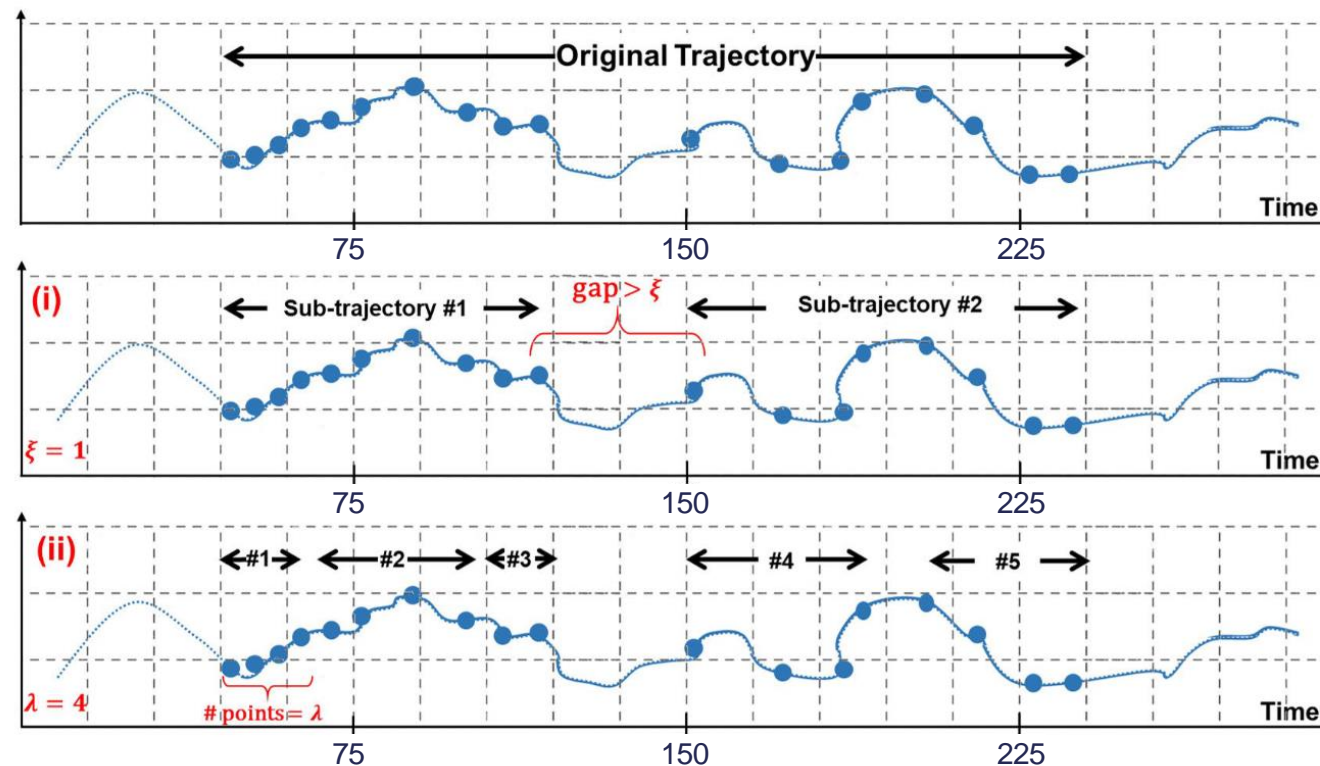 Original Trajectory
Time
75 150 225
(i)
Sub-trajectory #1
gap > ξ
Sub-trajectory #2
ξ = 1
Time
75 150 225
(ii)
#1 #2 #3 #4 #5
λ = 4
# points = λ
Time
75 150 225